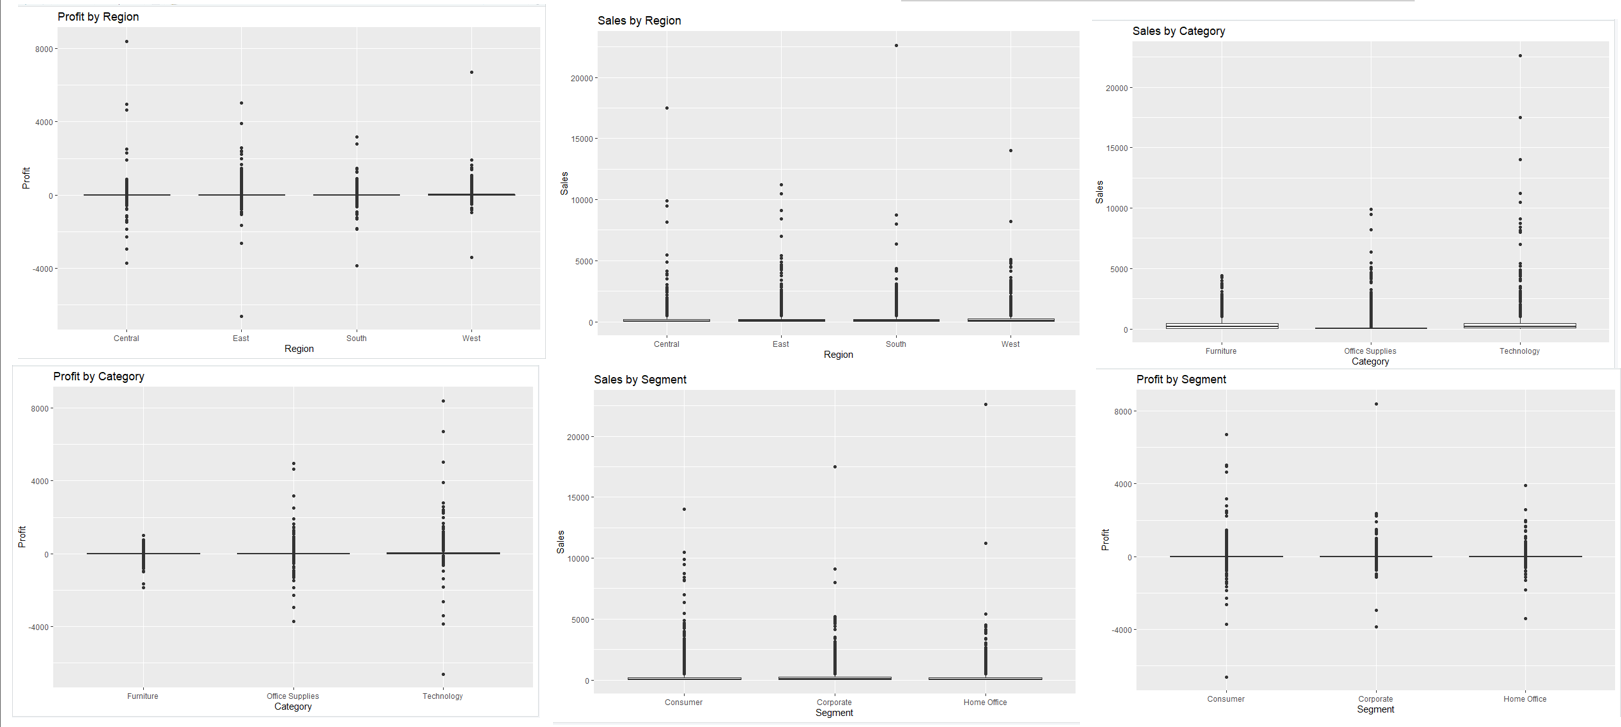 Profit by Region
8000
4000
0
-4000
Profit
Central East South West
Region
Sales by Region
20000
15000
10000
5000
0
Sales
Central East South West
Region
Sales by Category
20000
15000
10000
5000
0
Sales
Furniture Office Supplies Technology
Category
Profit by Category
8000
4000
0
-4000
Profit
Furniture Office Supplies Technology
Category
Sales by Segment
20000
15000
10000
5000
0
Sales
Consumer Corporate Home Office
Segment
Profit by Segment
8000
4000
0
-4000
Profit
Consumer Corporate Home Office
Segment